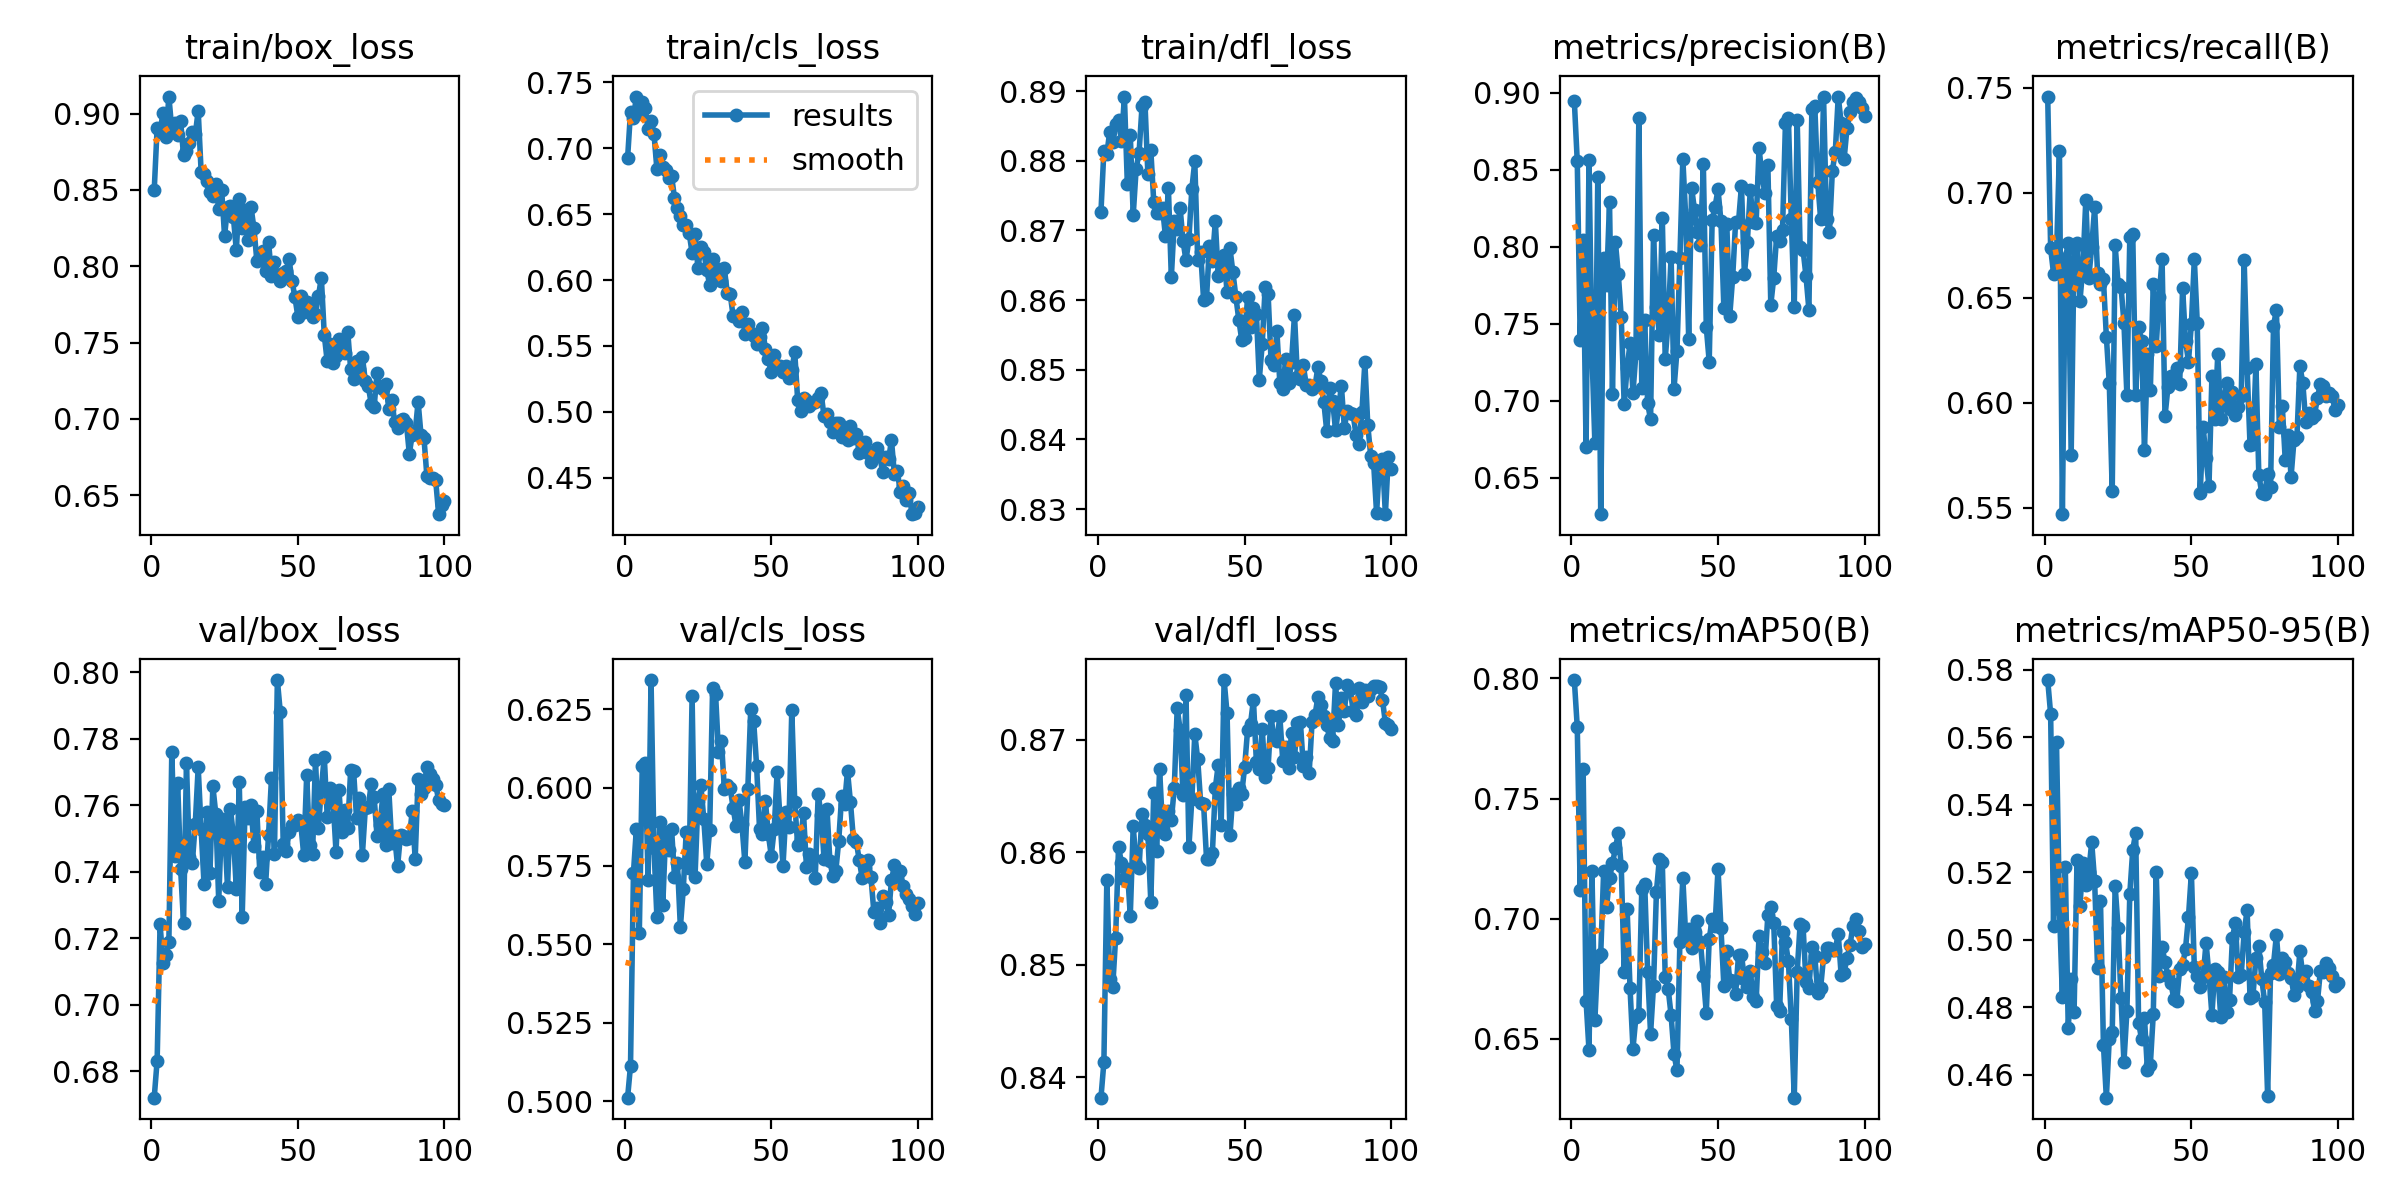 train/box_loss
train/cls_loss
train/dfl_loss
metrics/precision(B)
metrics/recall(B)
0.90
0.85
0.80
0.75
0.70
0.65
0 50 100
0.75
0.70
0.65
0.60
0.55
0.50
0.45
results
smooth
0 50 100
0.89
0.88
0.87
0.86
0.85
0.84
0.83
0 50 100
0.90
0.85
0.80
0.75
0.70
0.65
0 50 100
0.75
0.70
0.65
0.60
0.55
0 50 100
val/box_loss
val/cls_loss
val/dfl_loss
metrics/mAP50(B)
metrics/mAP50-95(B)
0.80
0.78
0.76
0.74
0.72
0.70
0.68
0 50 100
0.625
0.600
0.575
0.550
0.525
0.500
0 50 100
0.87
0.86
0.85
0.84
0 50 100
0.80
0.75
0.70
0.65
0 50 100
0.58
0.56
0.54
0.52
0.50
0.48
0.46
0 50 100